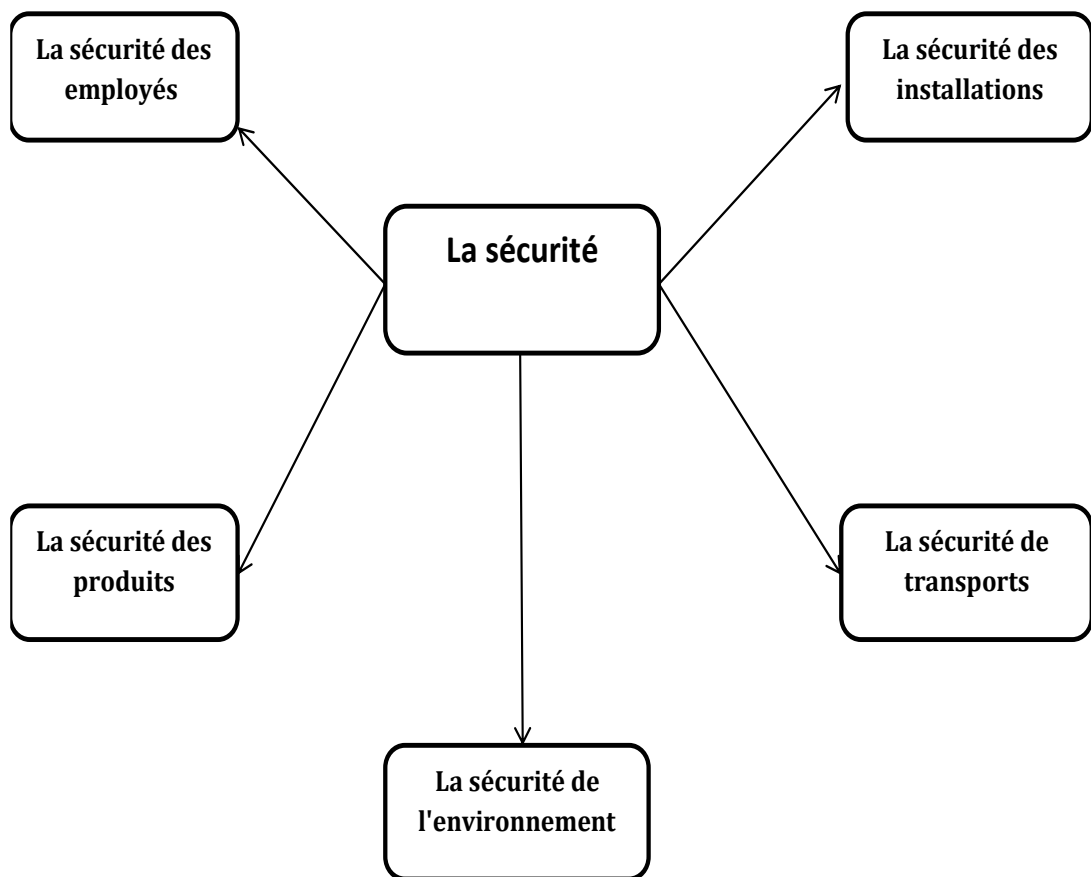 La sécurité des
employés
La sécurité des
installations
La sécurité
La sécurité des
produits
La sécurité de
transports
La sécurité de
l'environnement